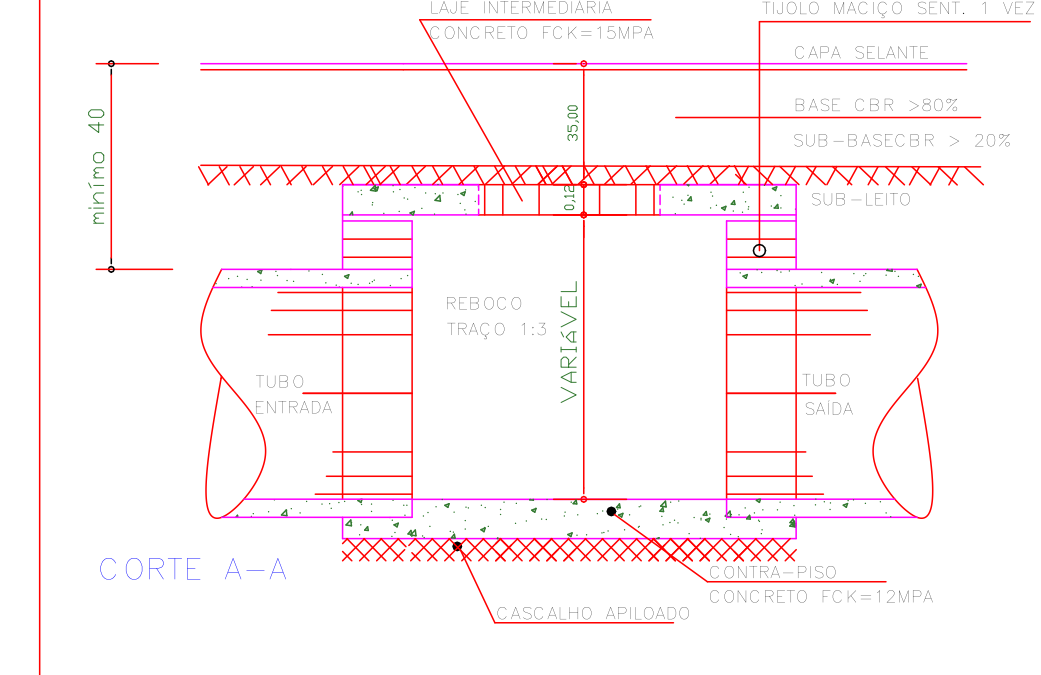 LAJE INTERMEDIARIA
CONCRETO FCK=15MPA
TIJOLO MACIÇO SENT. 1 VEZ
CAPA SELANTE
BASE CBR >80%
SUB-BASECBR > 20%
SUB-LEITO
mínímo 40
35,00
0,12
REBOCO
TRAÇO 1:3
VARIÁVEL
TUBO
ENTRADA
TUBO
SAÍDA
CORTE A-A
CONTRA-PISO
CONCRETO FCK=12MPA
CASCALHO APILOADO